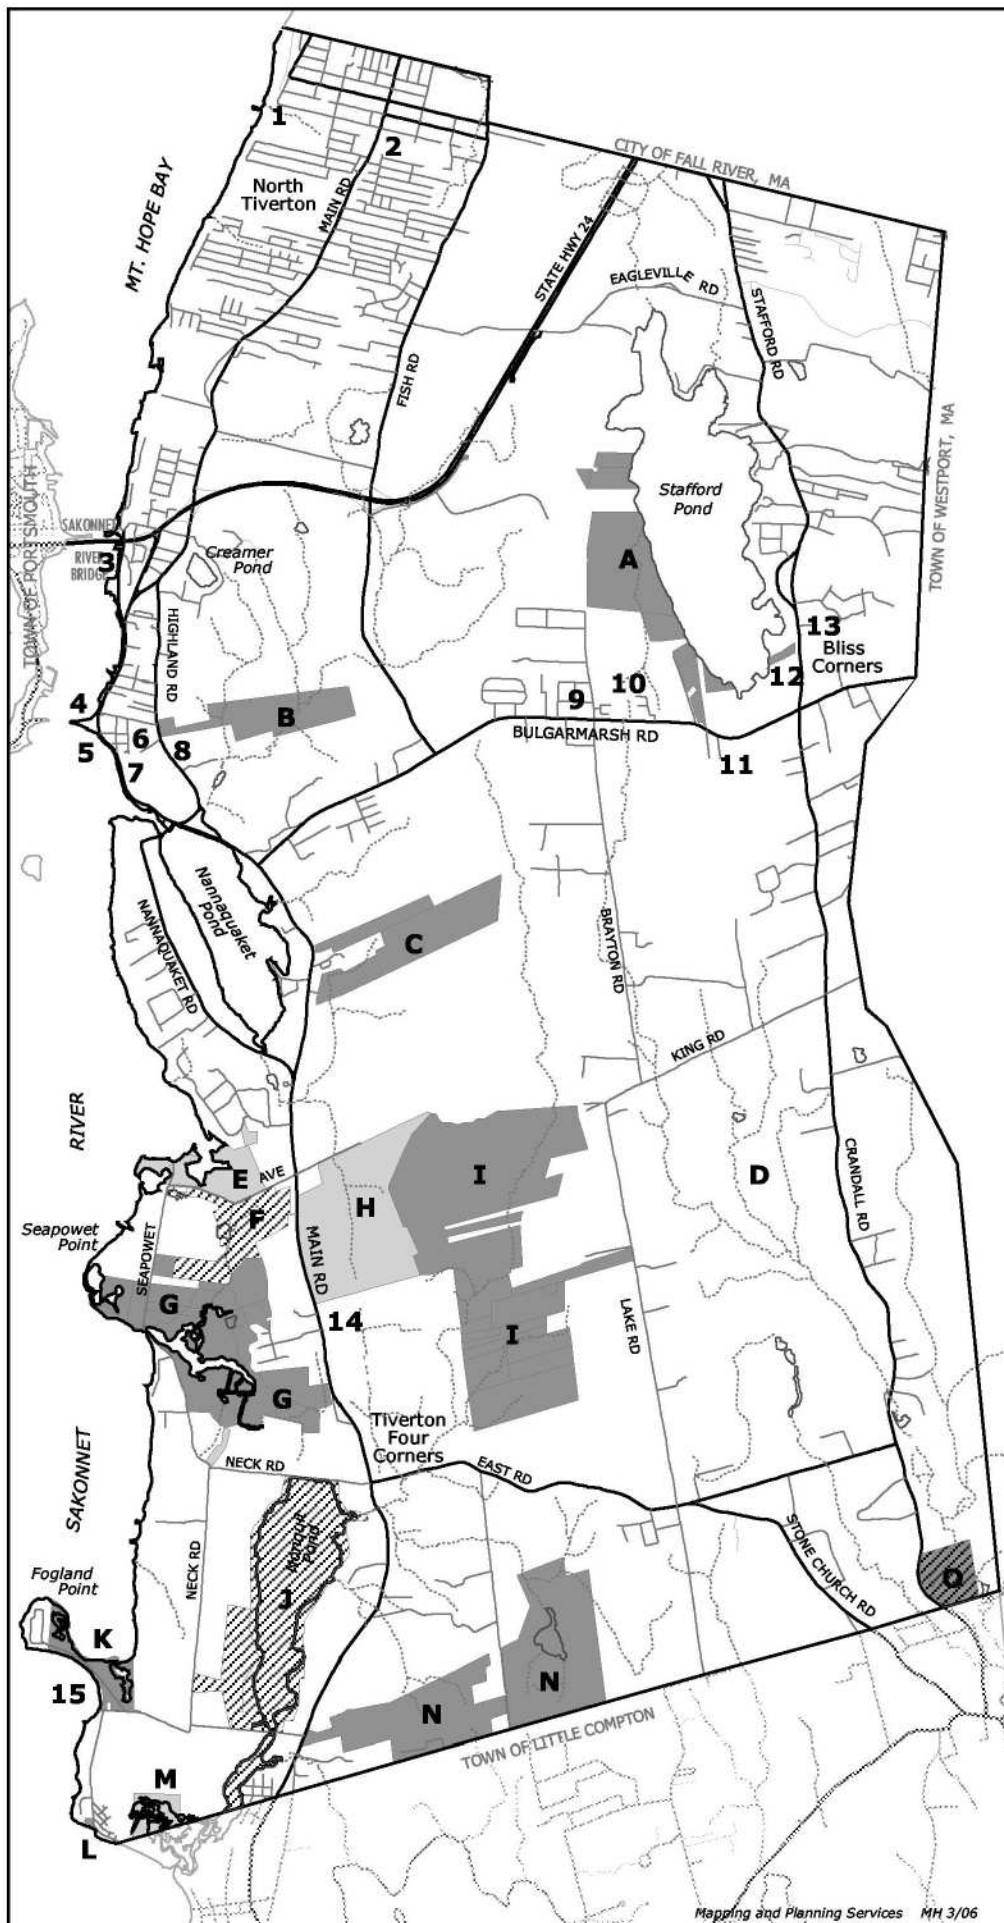 CITY OF FALL RIVER, MA
1
2
North
Tiverton
MAIN RD
MT. HOPE BAY
STATE HWY 24
EAGLEVILLE RD
STAFFORD RD
FISH RD
TOWN OF WESTPORT, MA
TOWN OF PORTSMOUTH
Stafford
Pond
SAKONNET
RIVER
BRIDGE
3
Creamer
Pond
A
HIGHLAND RD
13
Bliss
Corners
12
10
9
4
5
6
7
8
B
BULGARMARSH RD
11
Nannaquaket
Pond
NANNAQUAKET RD
C
BRAYTON RD
KING RD
RIVER
E
AVE
F
H
I
D
CRANDALL RD
Seapowet
Point
SEAPOWET
MAIN RD
G
14
I
LAKE RD
G
Tiverton
Four
Corners
NECK RD
EAST RD
SAKONNET
STONE CHURCH RD
Nonquit
Pond
NECK RD
Fogland
Point
J
O
K
15
N
N
TOWN OF LITTLE COMPTON
M
L
Mapping and Planning Services MH 3/06